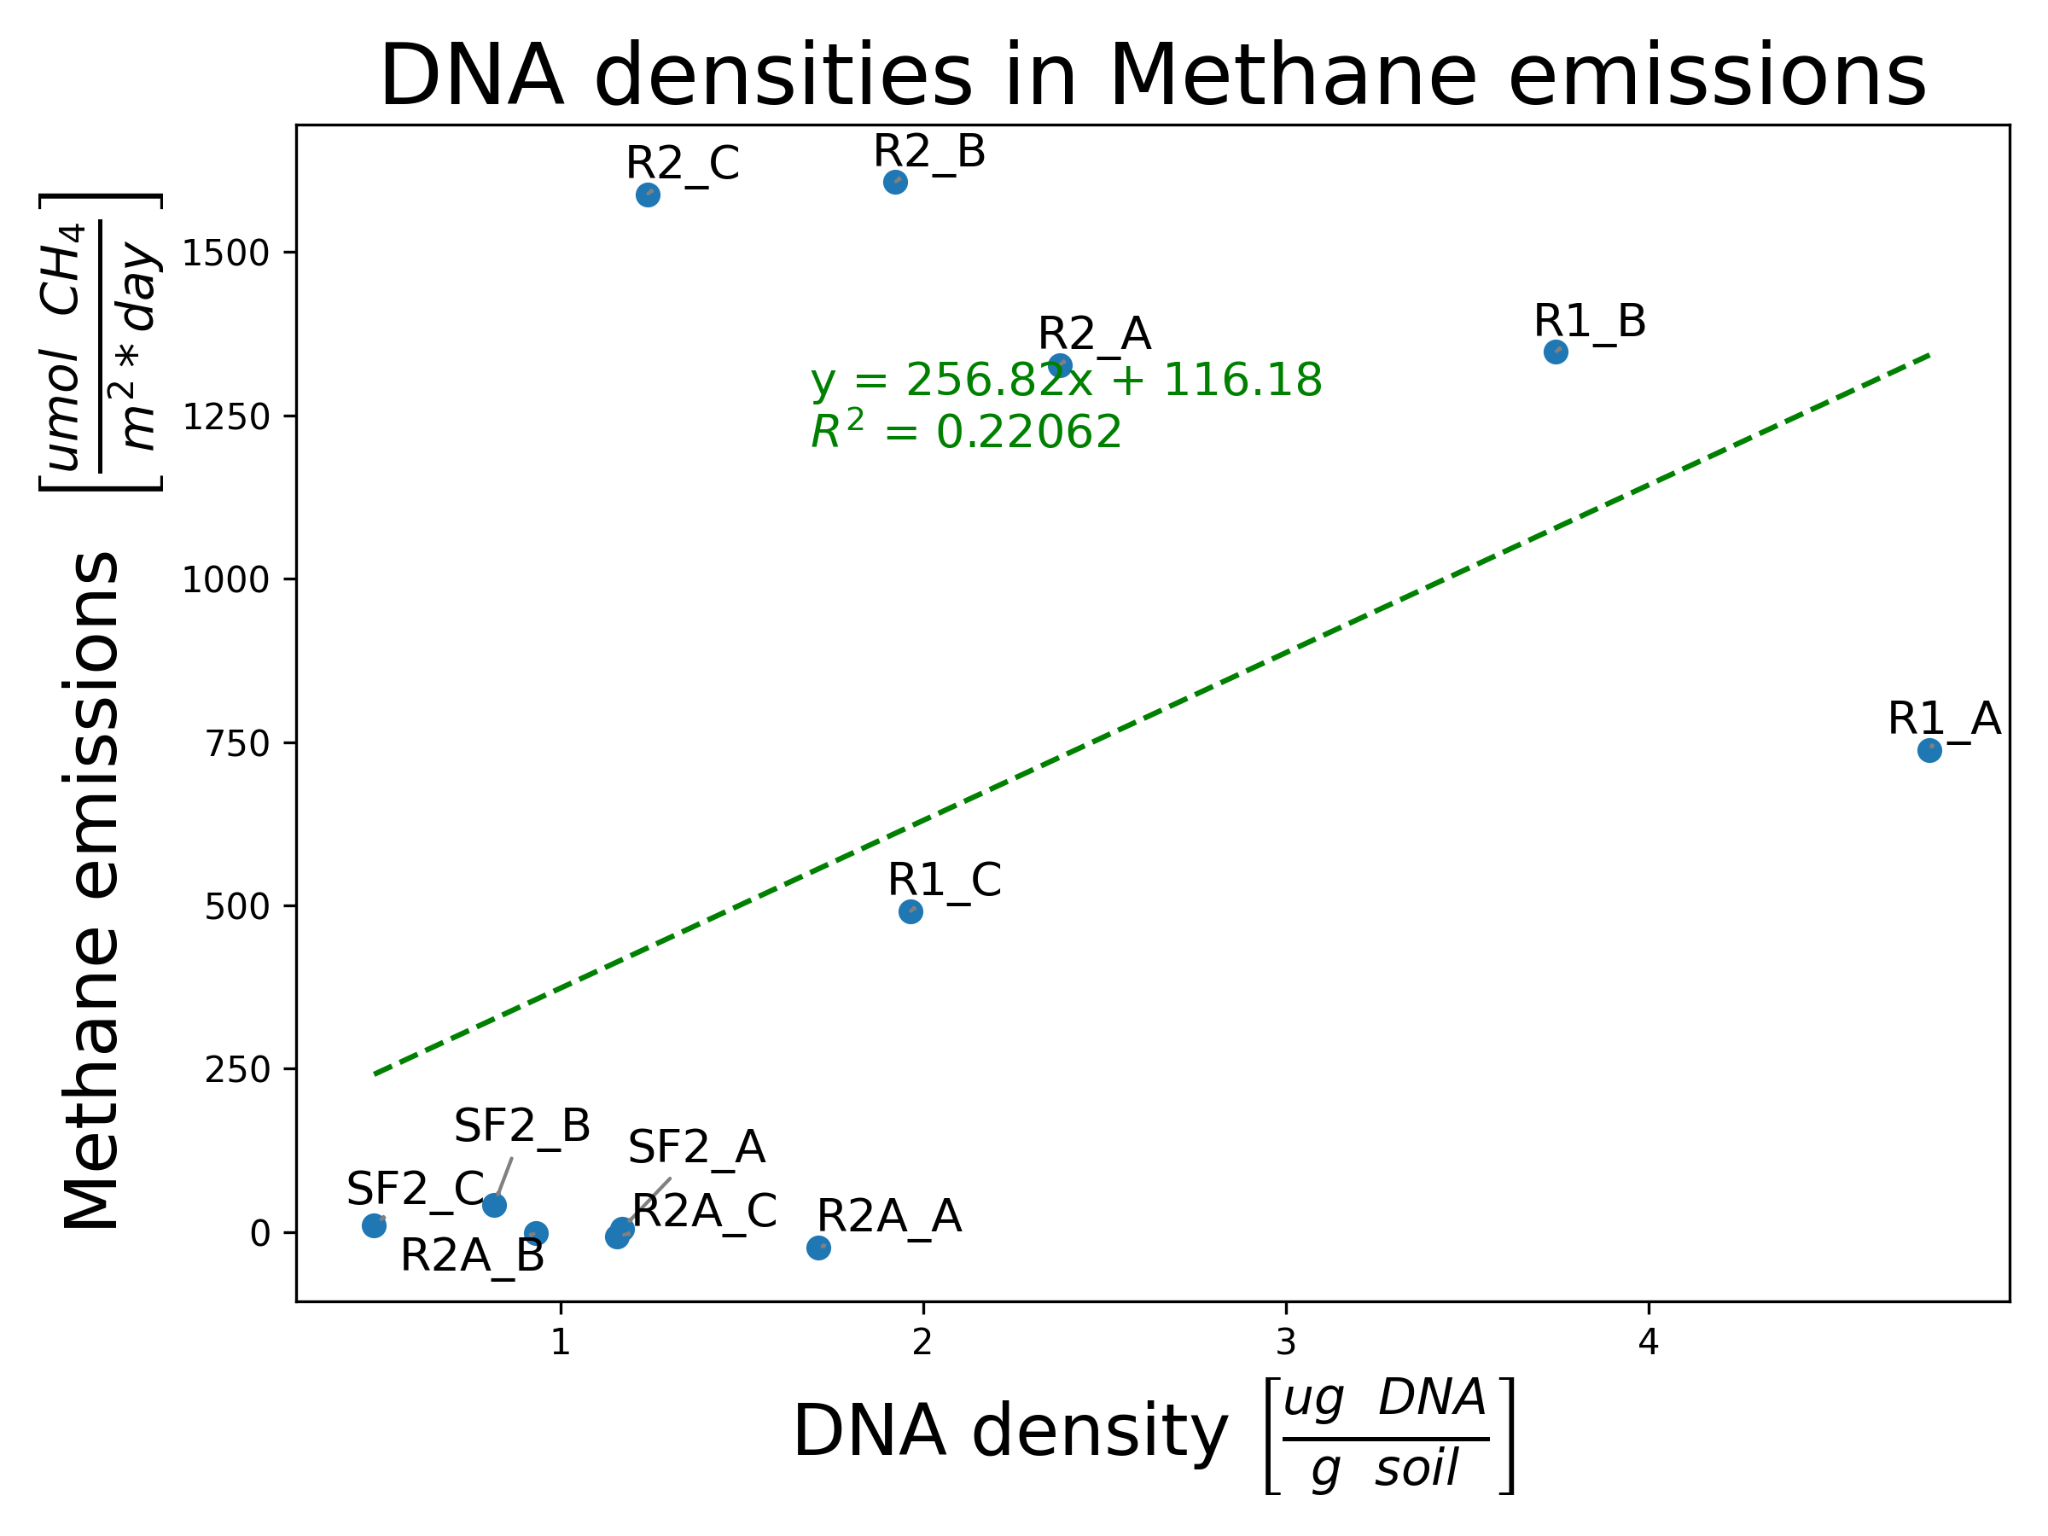 DNA densities in Methane emissions
R2_C
R2_B
R2_A
R1_B
y = 256.82x + 116.18
R² = 0.22062
R1_A
R1_C
SF2_B
SF2_A
SF2_C
R2A_C
R2A_A
R2A_B
1500
1250
1000
750
500
250
0
1 2 3 4
Methane emissions [umol CH₄ / m² * day]
DNA density [ug DNA / g soil]